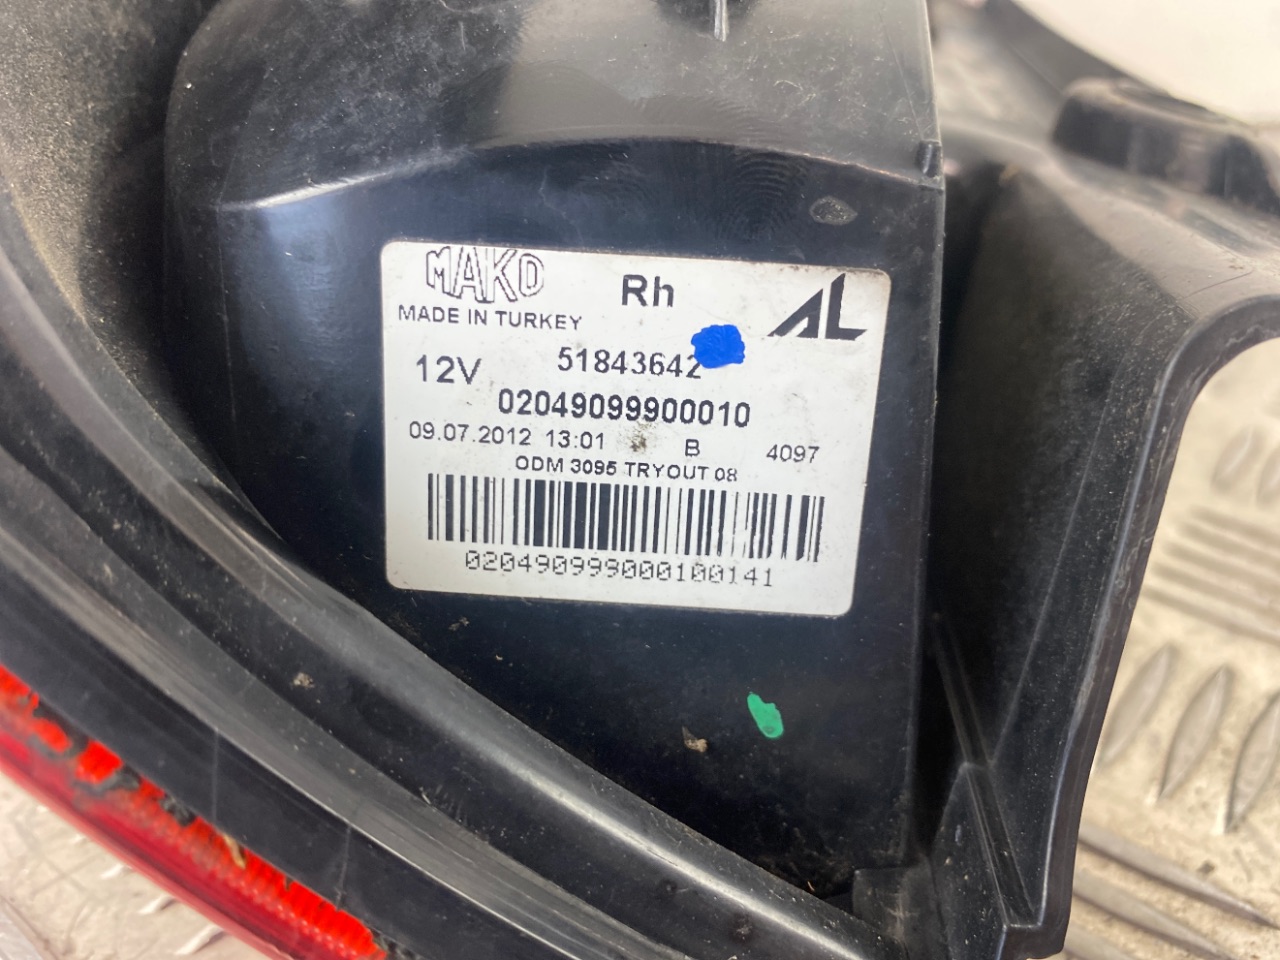 MAKO
Rh
AL
MADE IN TURKEY
12V
51843642
02049099900010
09.07.2012 13:01
B
4097
ODM 3095 TRYOUT 08
020490999000100141